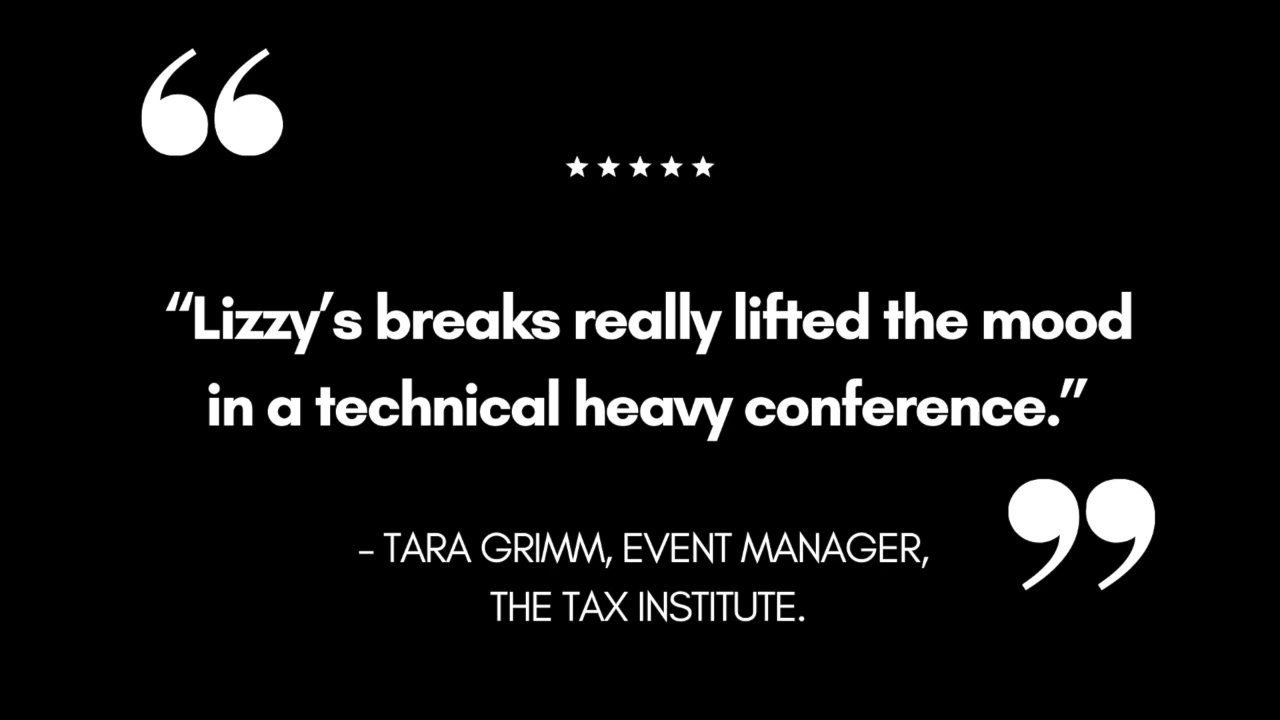 ★★★★★
“Lizzy’s breaks really lifted the mood
in a technical heavy conference.”
– TARA GRIMM, EVENT MANAGER,
THE TAX INSTITUTE.